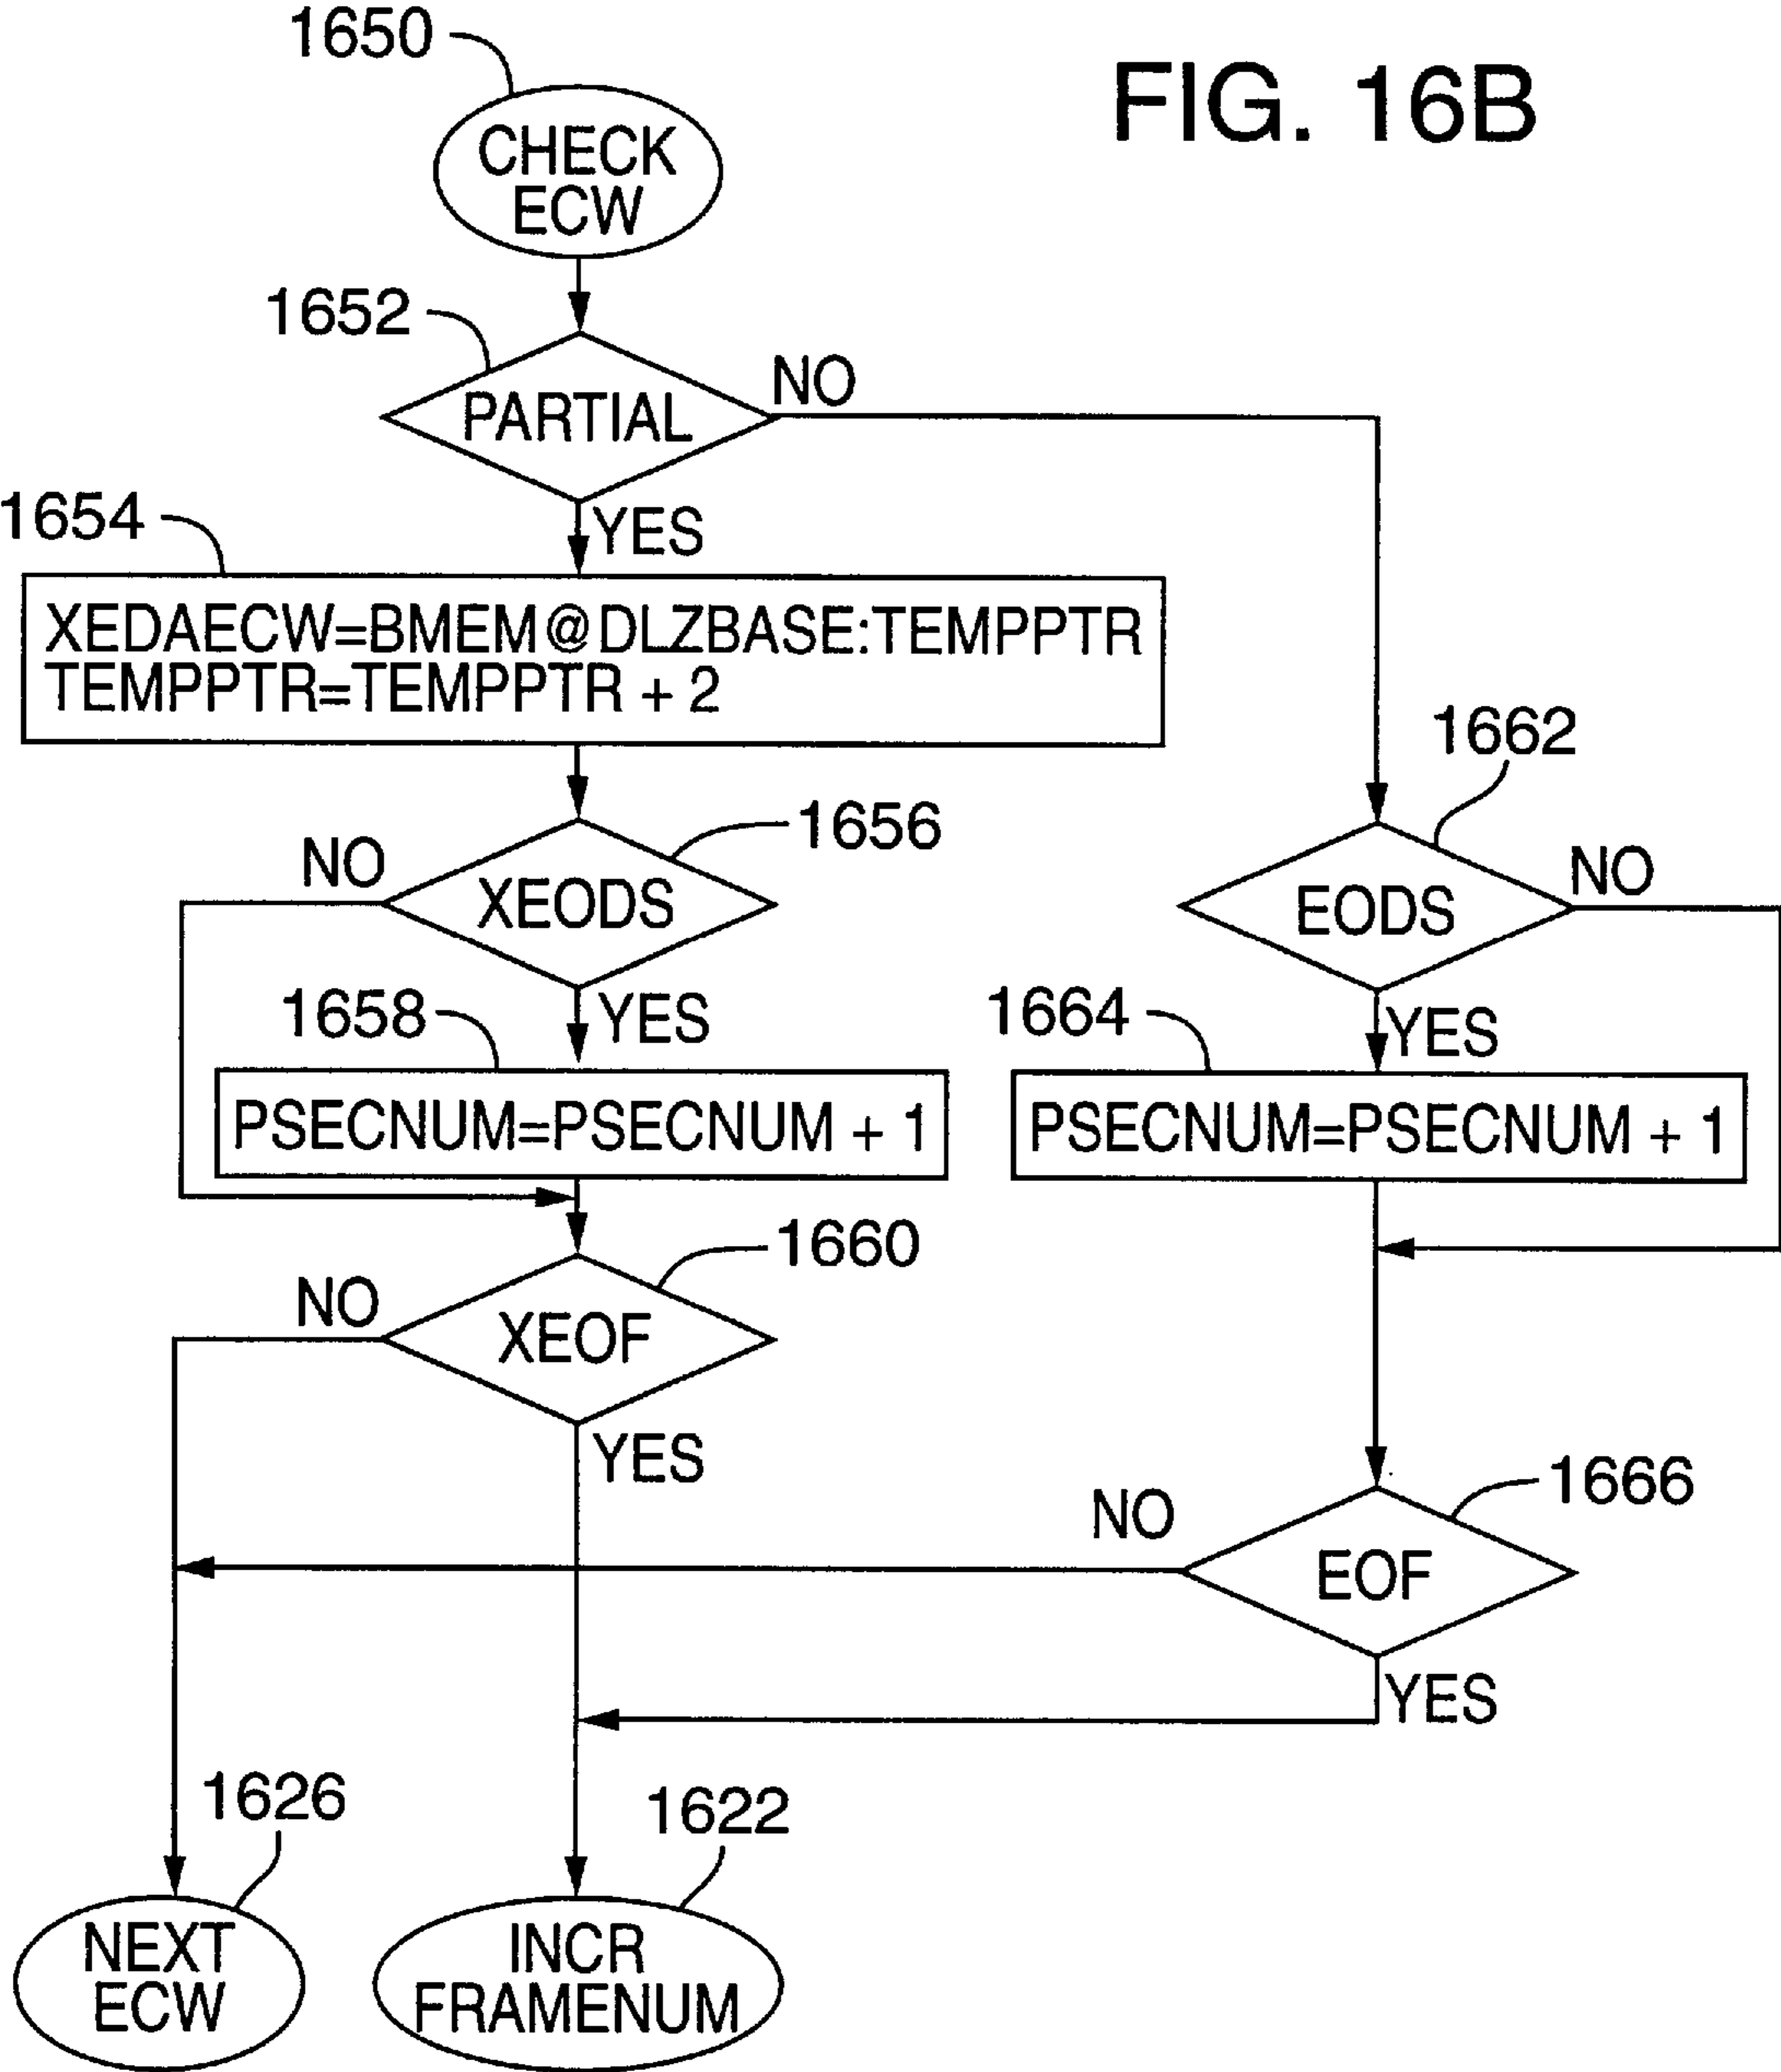 1650
FIG. 16B
CHECK
ECW
1652
NO
PARTIAL
1654
YES
XEDAECW=BMEM@DLZBASE:TEMPPTR
TEMPPTR=TEMPPTR + 2
1662
1656
NO
XEODS
NO
EODS
1658
YES
1664
YES
PSECNUM=PSECNUM + 1
PSECNUM=PSECNUM + 1
1660
NO
XEOF
YES
1666
NO
EOF
YES
1626
1622
NEXT
ECW
INCR
FRAMENUM